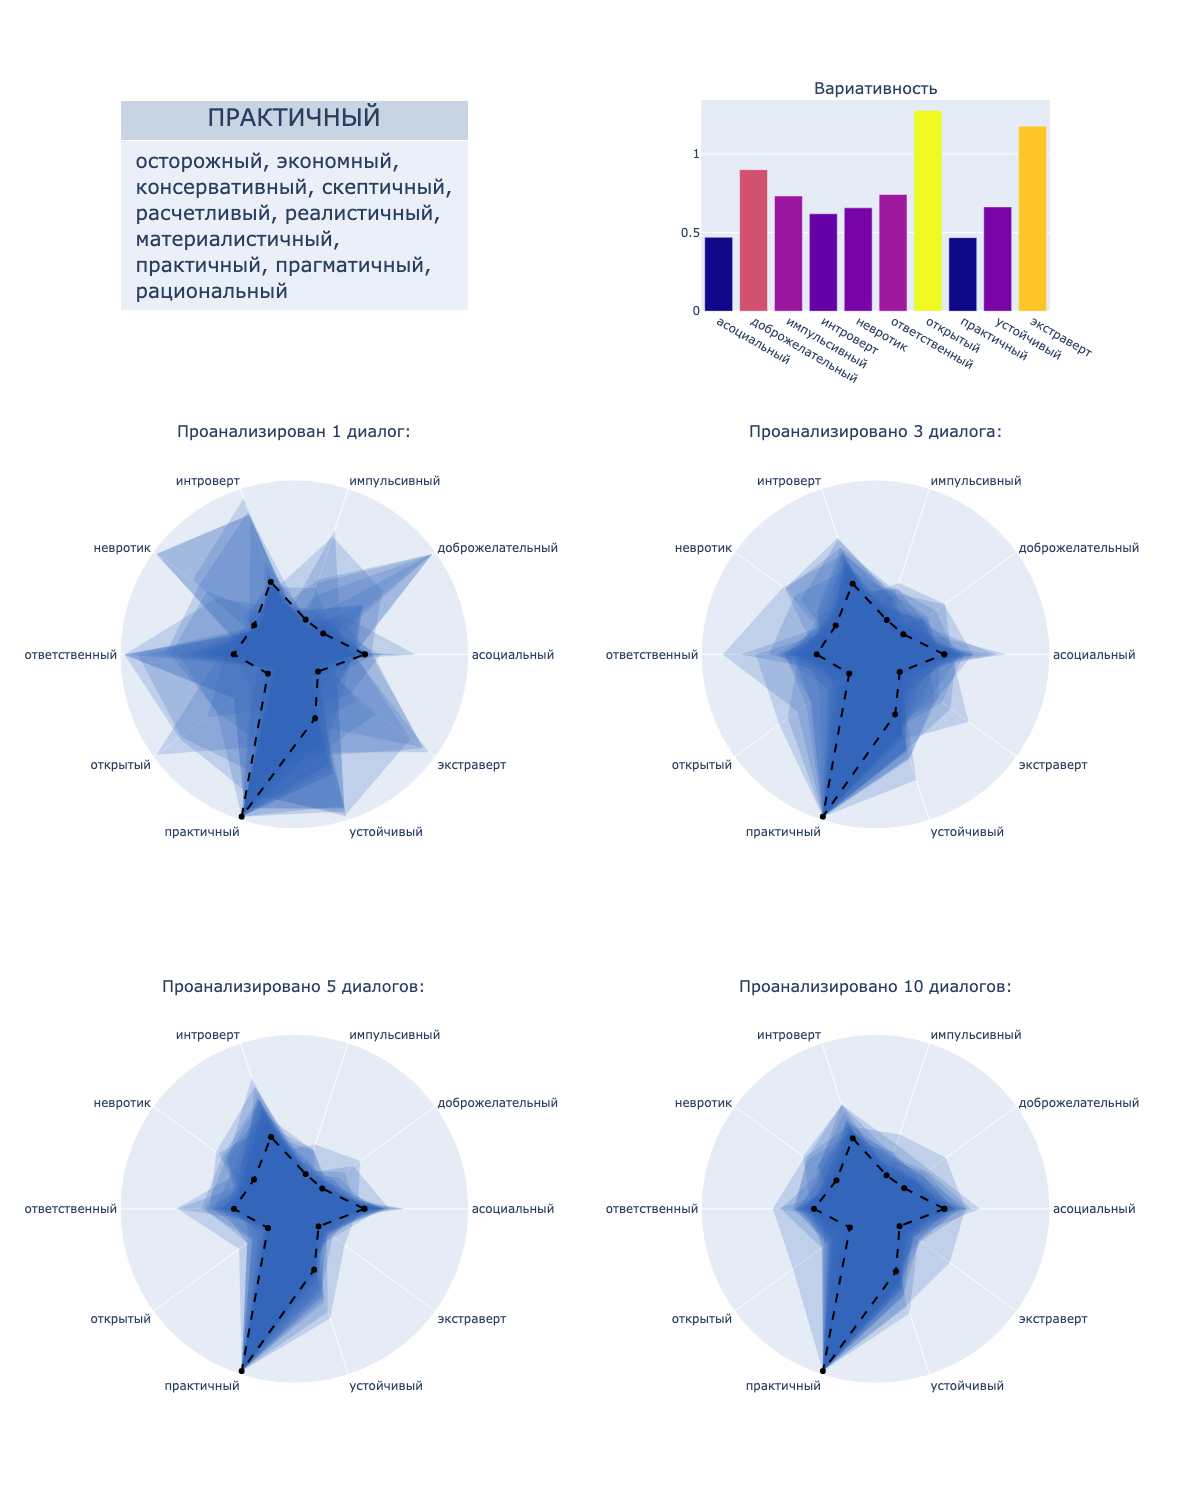 ПРАКТИЧНЫЙ
осторожный, экономный,
консервативный, скептичный,
расчетливый, реалистичный,
материалистичный,
практичный, прагматичный,
рациональный
Вариативность
1
0.5
0
асоциальный
доброжелательный
импульсивный
интроверт
невротик
ответственный
открытый
практичный
устойчивый
экстраверт
Проанализирован 1 диалог:
интроверт
импульсивный
невротик
доброжелательный
ответственный
асоциальный
открытый
экстраверт
практичный
устойчивый
Проанализировано 3 диалога:
интроверт
импульсивный
невротик
доброжелательный
ответственный
асоциальный
открытый
экстраверт
практичный
устойчивый
Проанализировано 5 диалогов:
интроверт
импульсивный
невротик
доброжелательный
ответственный
асоциальный
открытый
экстраверт
практичный
устойчивый
Проанализировано 10 диалогов:
интроверт
импульсивный
невротик
доброжелательный
ответственный
асоциальный
открытый
экстраверт
практичный
устойчивый